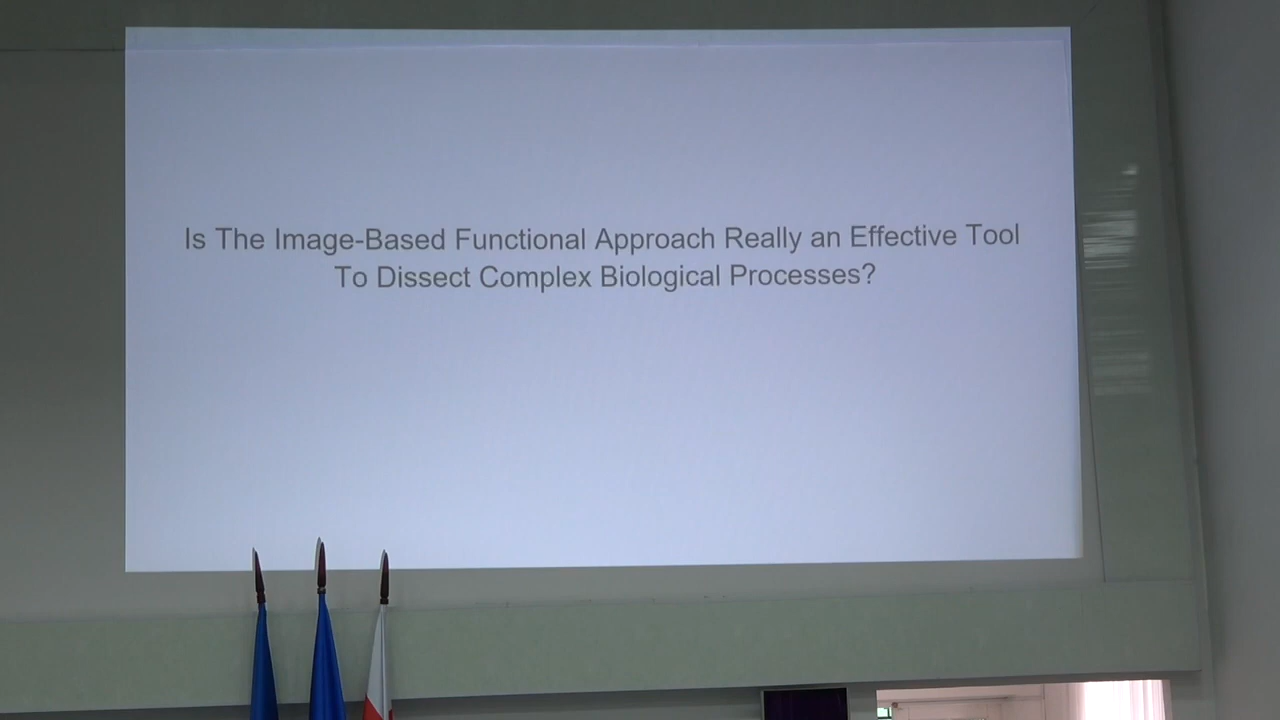 Is The Image-Based Functional Approach Really an Effective Tool
To Dissect Complex Biological Processes?